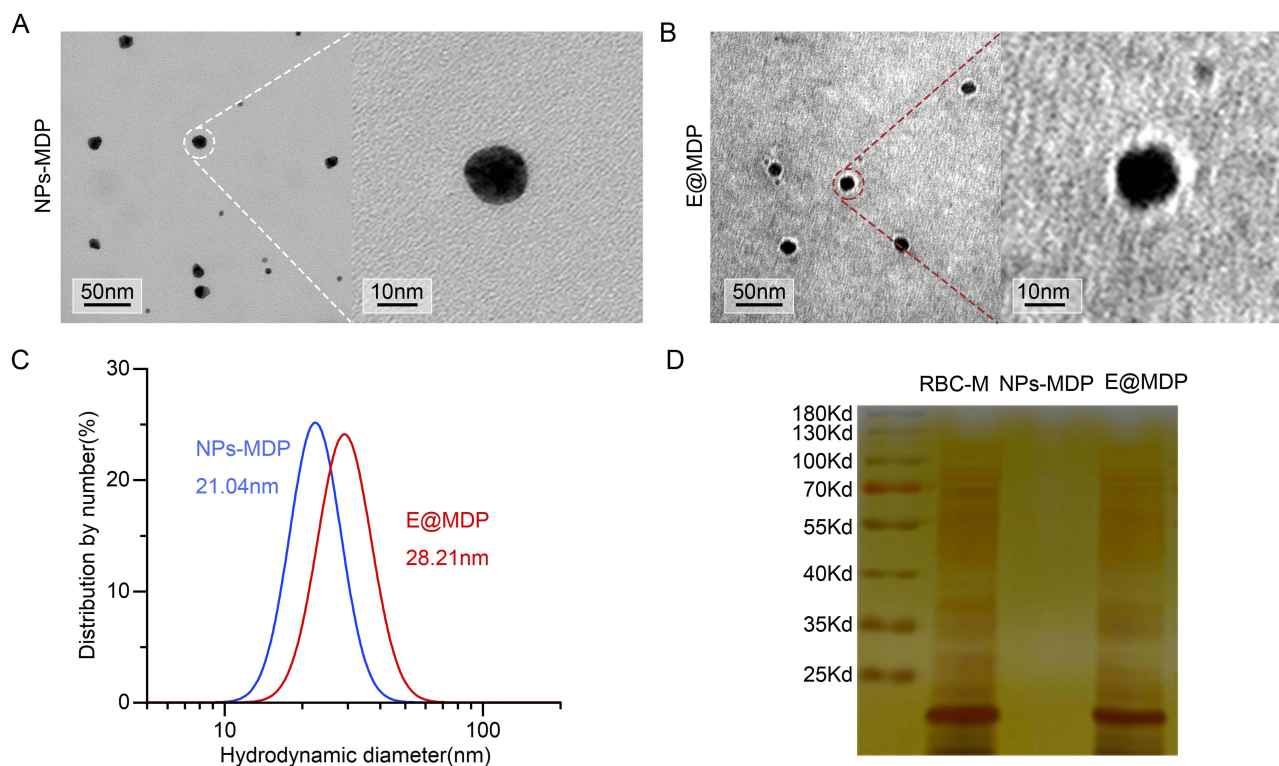 A
NPs-MDP
50nm
10nm
B
E@MDP
50nm
10nm
C
Distribution by number(%)
30
20
10
0
NPs-MDP
21.04nm
E@MDP
28.21nm
10
100
Hydrodynamic diameter(nm)
D
RBC-M NPs-MDP E@MDP
180Kd
130Kd
100Kd
70Kd
55Kd
40Kd
35Kd
25Kd